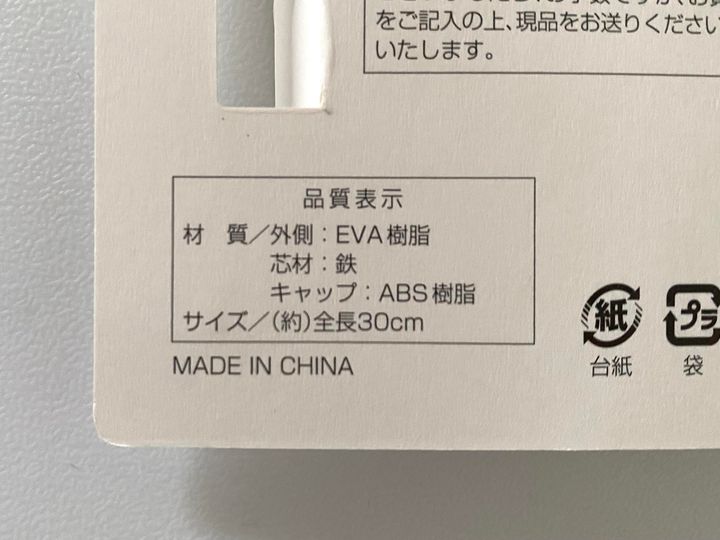 をご記入の上、現品をお送りください
いたします。
品質表示
材　質／外側：EVA樹脂
芯材：鉄
キャップ：ABS樹脂
サイズ／(約)全長30cm
MADE IN CHINA
紙
台紙
プラ
袋